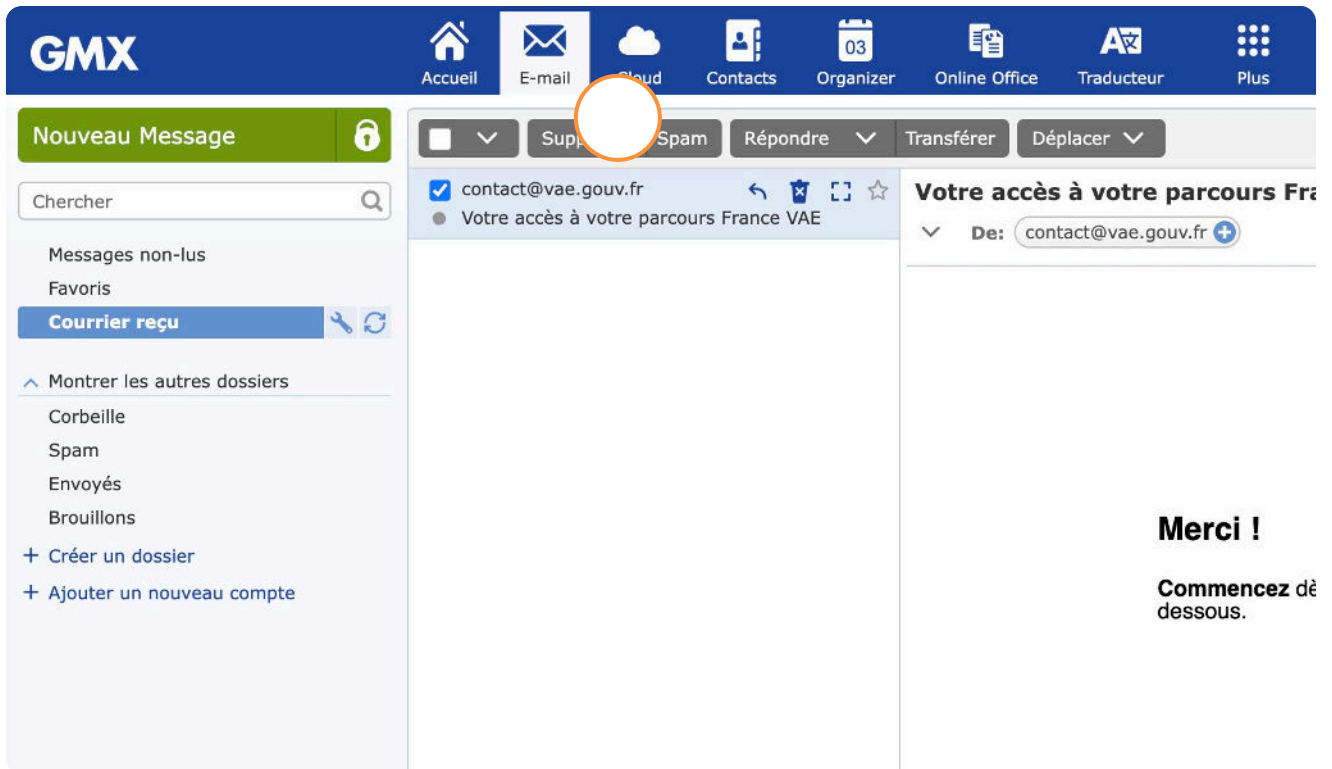 GMX
Accueil
E-mail
Contacts
03
Organizer
Online Office
Traducteur
Plus
Nouveau Message
Spam
Répondre
Transférer
Déplacer
Chercher
Messages non-lus
Favoris
Courrier reçu
Montrer les autres dossiers
Corbeille
Spam
Envoyés
Brouillons
+ Créer un dossier
+ Ajouter un nouveau compte
contact@vae.gouv.fr
Votre accès à votre parcours France VAE
Votre accès à votre parcours Fra
De: contact@vae.gouv.fr
Merci !
Commencez dè
dessous.